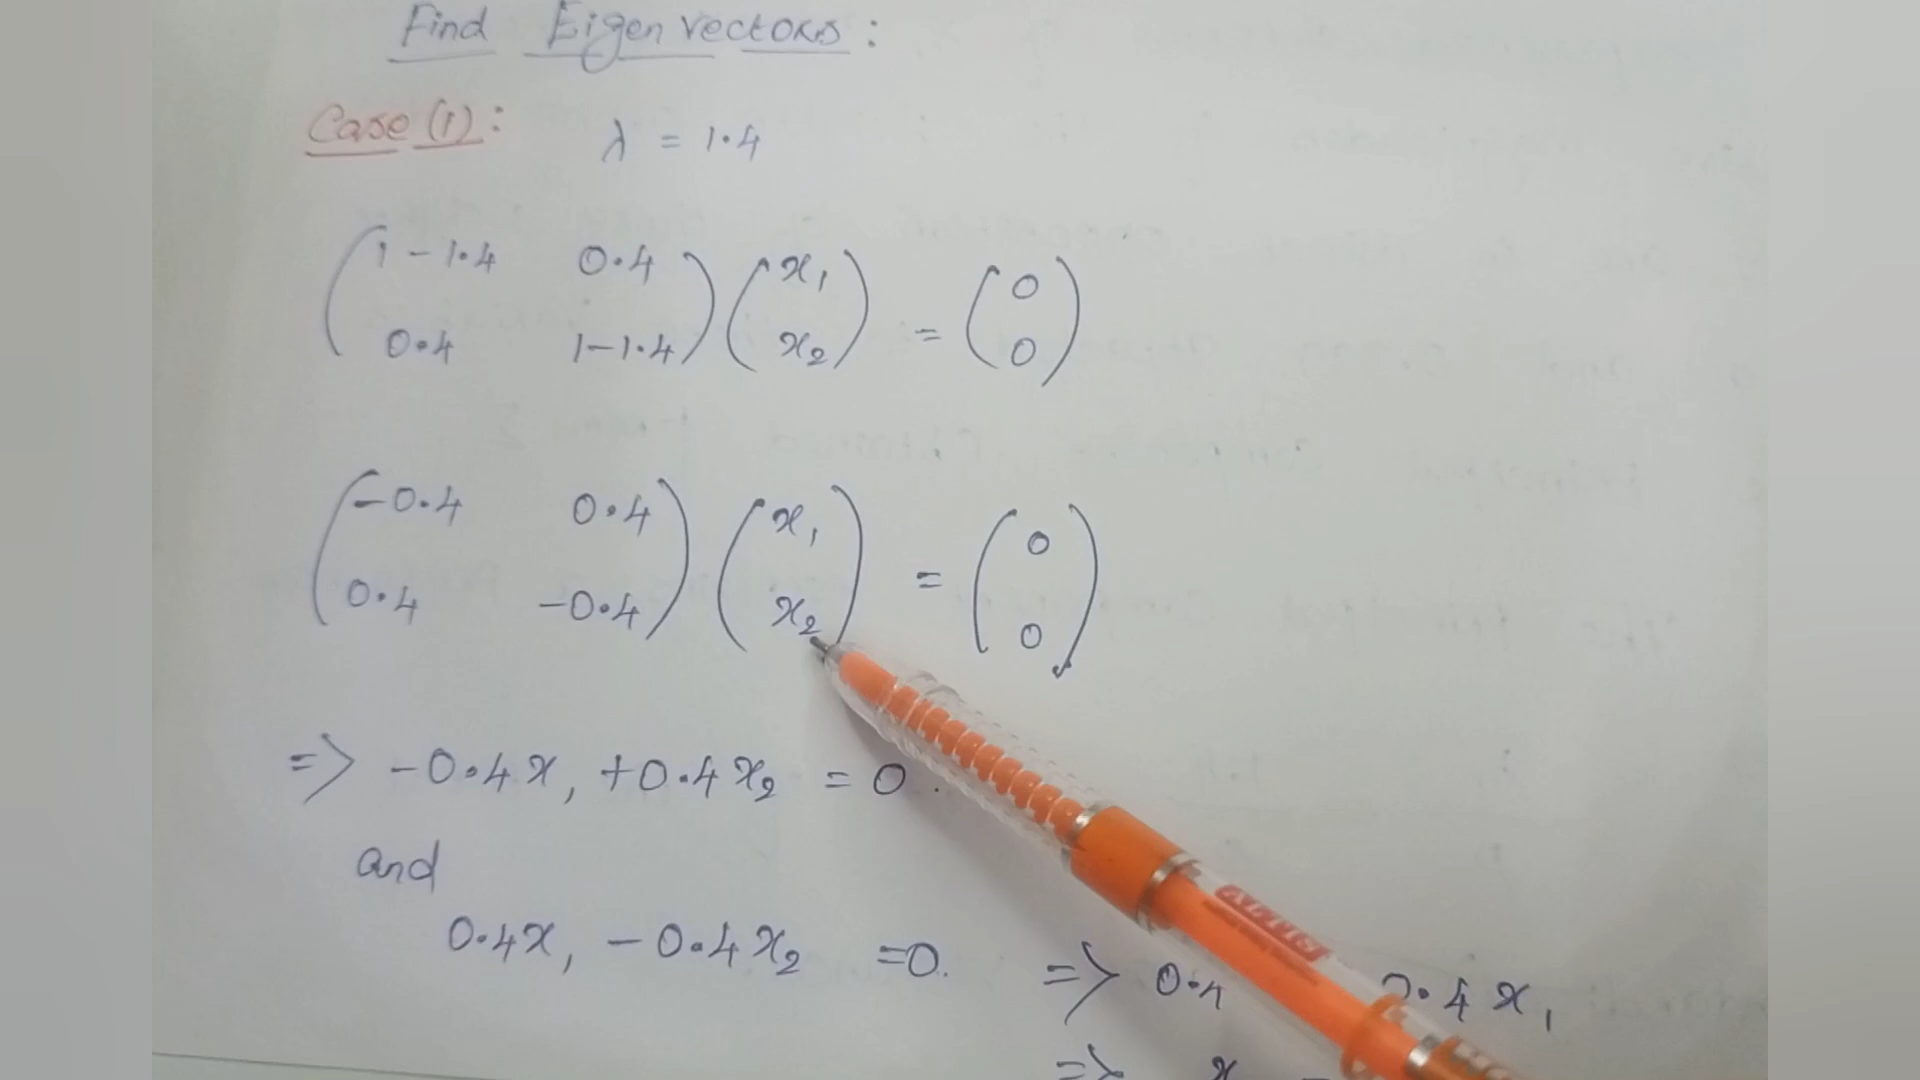 Find Eigen vectors:
Case (1): λ = 1.4
( 1-1.4 0.4 ) ( x₁ ) = ( 0 )
( 0.4 1-1.4 ) ( x₂ ) ( 0 )
( -0.4 0.4 ) ( x₁ ) = ( 0 )
( 0.4 -0.4 ) ( x₂ ) ( 0 )
=> -0.4x₁ +0.4x₂ = 0.
and
0.4x₁ - 0.4x₂ =0. => 0.4 0.4x₁
=> x